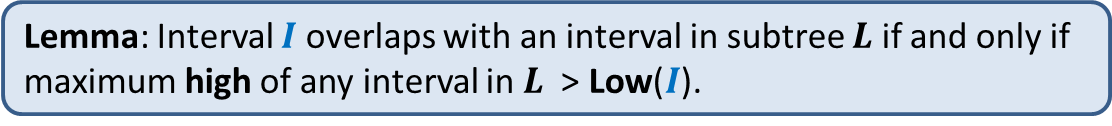 Lemma: Interval I overlaps with an interval in subtree L if and only if
maximum high of any interval in L > Low(I).